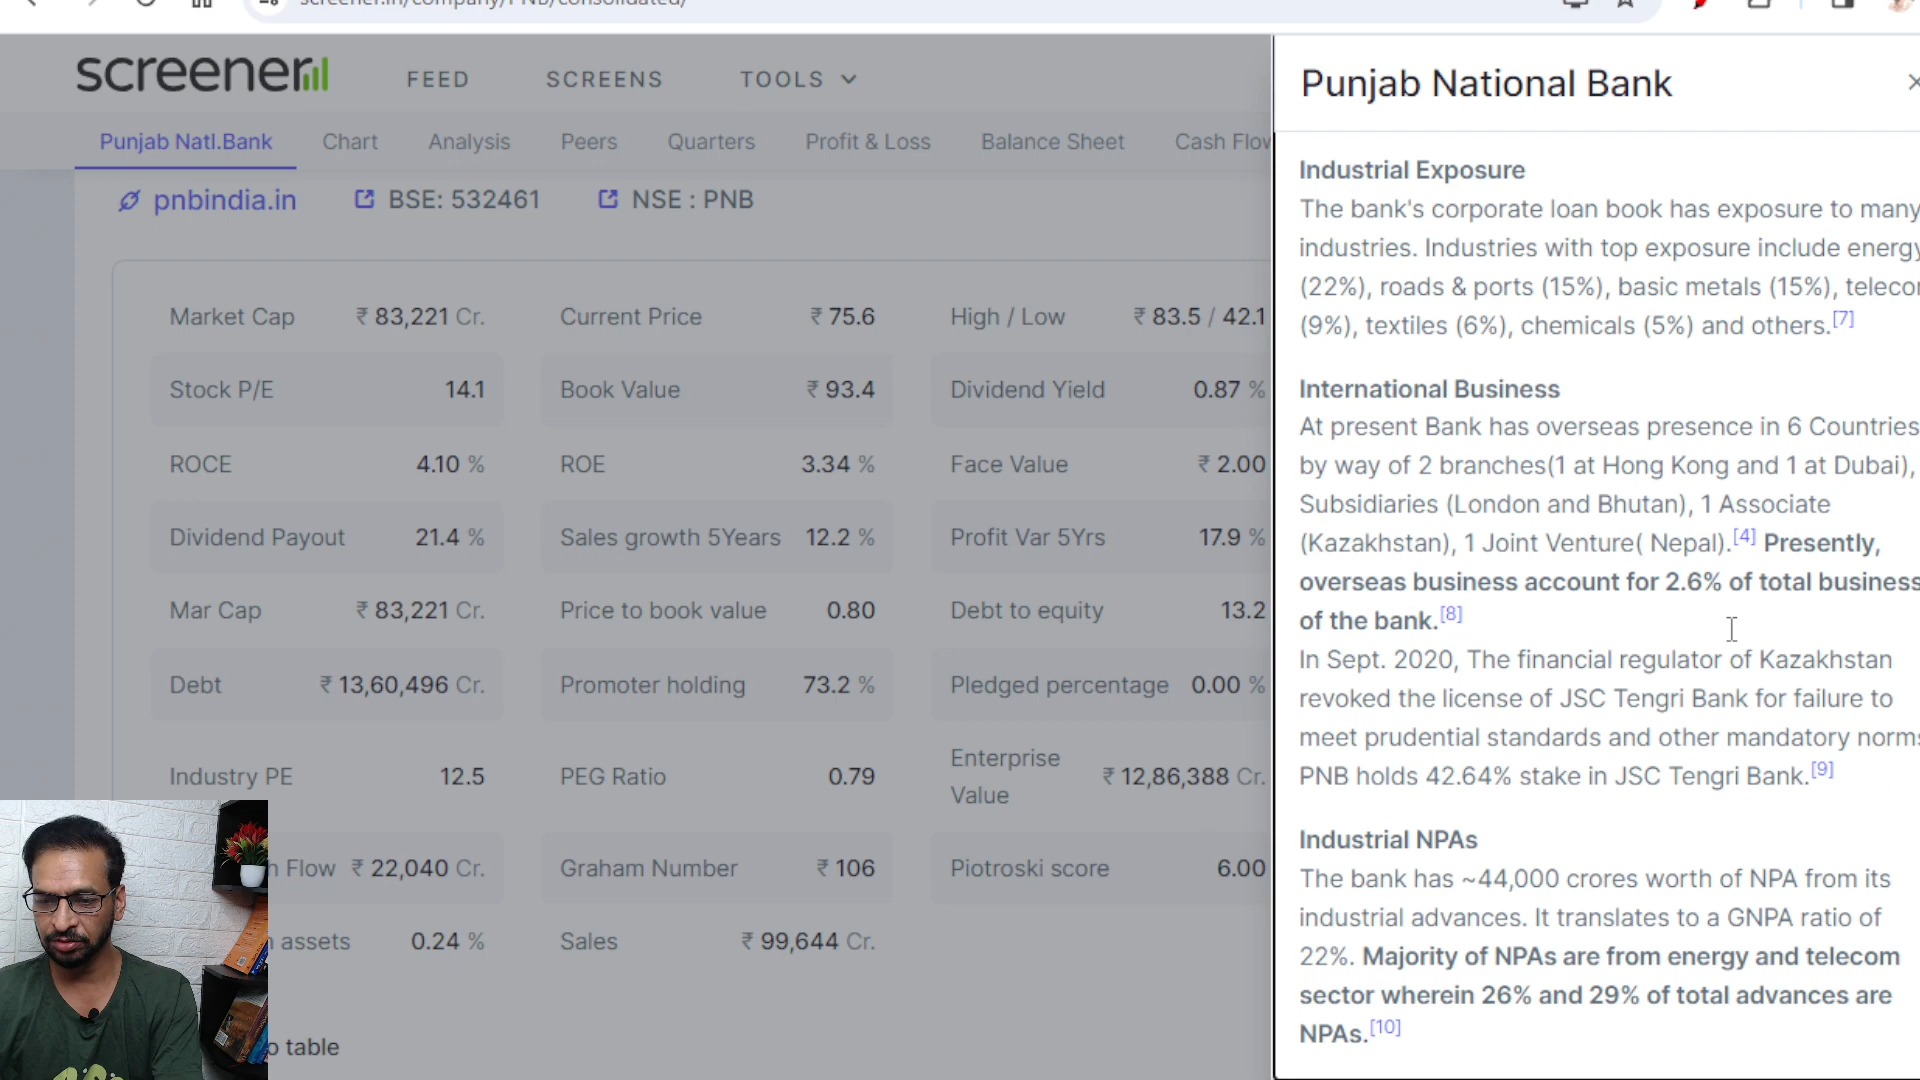 screener.in/company/PNB/consolidated/
screener
FEED
SCREENS
TOOLS
Punjab Natl.Bank
Chart
Analysis
Peers
Quarters
Profit & Loss
Balance Sheet
Cash Flow
pnbindia.in
BSE: 532461
NSE : PNB
Market Cap ₹ 83,221 Cr.
Current Price ₹ 75.6
High / Low ₹ 83.5 / 42.1
Stock P/E 14.1
Book Value ₹ 93.4
Dividend Yield 0.87 %
ROCE 4.10 %
ROE 3.34 %
Face Value ₹ 2.00
Dividend Payout 21.4 %
Sales growth 5Years 12.2 %
Profit Var 5Yrs 17.9 %
Mar Cap ₹ 83,221 Cr.
Price to book value 0.80
Debt to equity 13.2
Debt ₹ 13,60,496 Cr.
Promoter holding 73.2 %
Pledged percentage 0.00 %
Industry PE 12.5
PEG Ratio 0.79
Enterprise
Value ₹ 12,86,388 Cr.
h Flow ₹ 22,040 Cr.
Graham Number ₹ 106
Piotroski score 6.00
assets 0.24 %
Sales ₹ 99,644 Cr.
o table
Punjab National Bank
Industrial Exposure
The bank's corporate loan book has exposure to many
industries. Industries with top exposure include energy
(22%), roads & ports (15%), basic metals (15%), telecom
(9%), textiles (6%), chemicals (5%) and others.[7]
International Business
At present Bank has overseas presence in 6 Countries
by way of 2 branches(1 at Hong Kong and 1 at Dubai),
Subsidiaries (London and Bhutan), 1 Associate
(Kazakhstan), 1 Joint Venture( Nepal).[4] Presently,
overseas business account for 2.6% of total business
of the bank.[8]
In Sept. 2020, The financial regulator of Kazakhstan
revoked the license of JSC Tengri Bank for failure to
meet prudential standards and other mandatory norms
PNB holds 42.64% stake in JSC Tengri Bank.[9]
Industrial NPAs
The bank has ~44,000 crores worth of NPA from its
industrial advances. It translates to a GNPA ratio of
22%. Majority of NPAs are from energy and telecom
sector wherein 26% and 29% of total advances are
NPAs.[10]